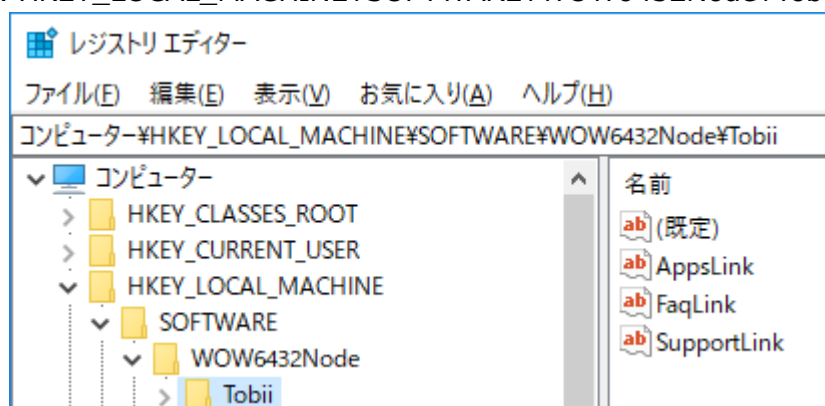 レジストリ エディター
ファイル(F) 編集(E) 表示(V) お気に入り(A) ヘルプ(H)
コンピューター¥HKEY_LOCAL_MACHINE¥SOFTWARE¥WOW6432Node¥Tobii
コンピューター
HKEY_CLASSES_ROOT
HKEY_CURRENT_USER
HKEY_LOCAL_MACHINE
SOFTWARE
WOW6432Node
Tobii
名前
(既定)
AppsLink
FaqLink
SupportLink